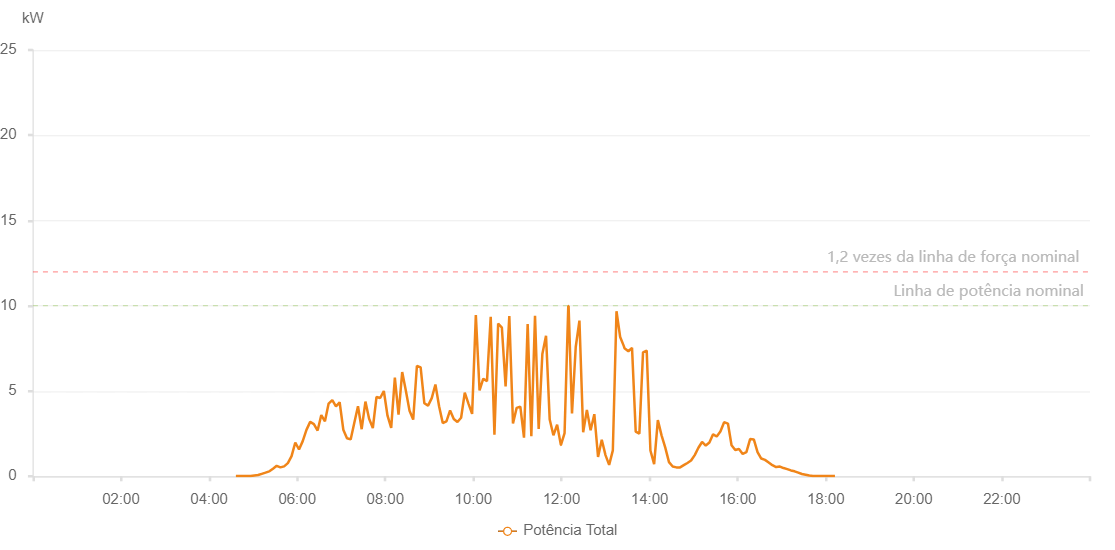 kW
25
20
15
1,2 vezes da linha de força nominal
Linha de potência nominal
10
5
0
02:00 04:00 06:00 08:00 10:00 12:00 14:00 16:00 18:00 20:00 22:00
Potência Total